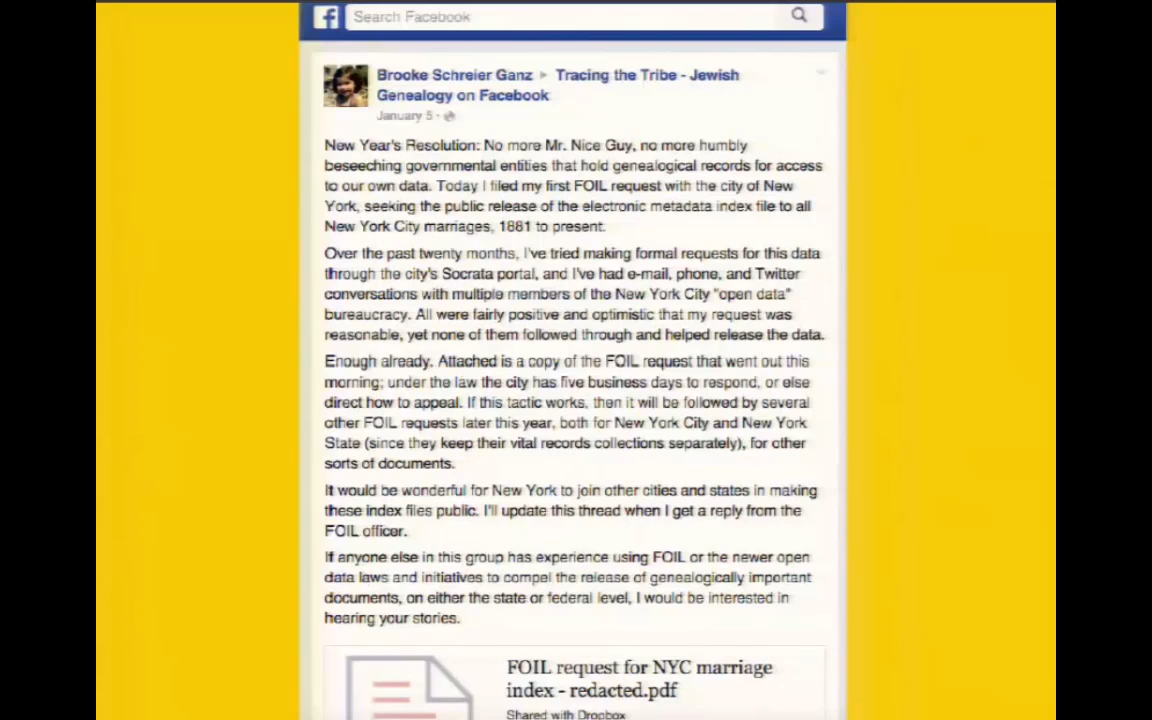 f Search Facebook
Brooke Schreier Ganz ▸ Tracing the Tribe - Jewish
Genealogy on Facebook
January 5 ·
New Year's Resolution: No more Mr. Nice Guy, no more humbly
beseeching governmental entities that hold genealogical records for access
to our own data. Today I filed my first FOIL request with the city of New
York, seeking the public release of the electronic metadata index file to all
New York City marriages, 1881 to present.
Over the past twenty months, I've tried making formal requests for this data
through the city's Socrata portal, and I've had e-mail, phone, and Twitter
conversations with multiple members of the New York City "open data"
bureaucracy. All were fairly positive and optimistic that my request was
reasonable, yet none of them followed through and helped release the data.
Enough already. Attached is a copy of the FOIL request that went out this
morning; under the law the city has five business days to respond, or else
direct how to appeal. If this tactic works, then it will be followed by several
other FOIL requests later this year, both for New York City and New York
State (since they keep their vital records collections separately), for other
sorts of documents.
It would be wonderful for New York to join other cities and states in making
these index files public. I'll update this thread when I get a reply from the
FOIL officer.
If anyone else in this group has experience using FOIL or the newer open
data laws and initiatives to compel the release of genealogically important
documents, on either the state or federal level, I would be interested in
hearing your stories.
FOIL request for NYC marriage
index - redacted.pdf
Shared with Dropbox